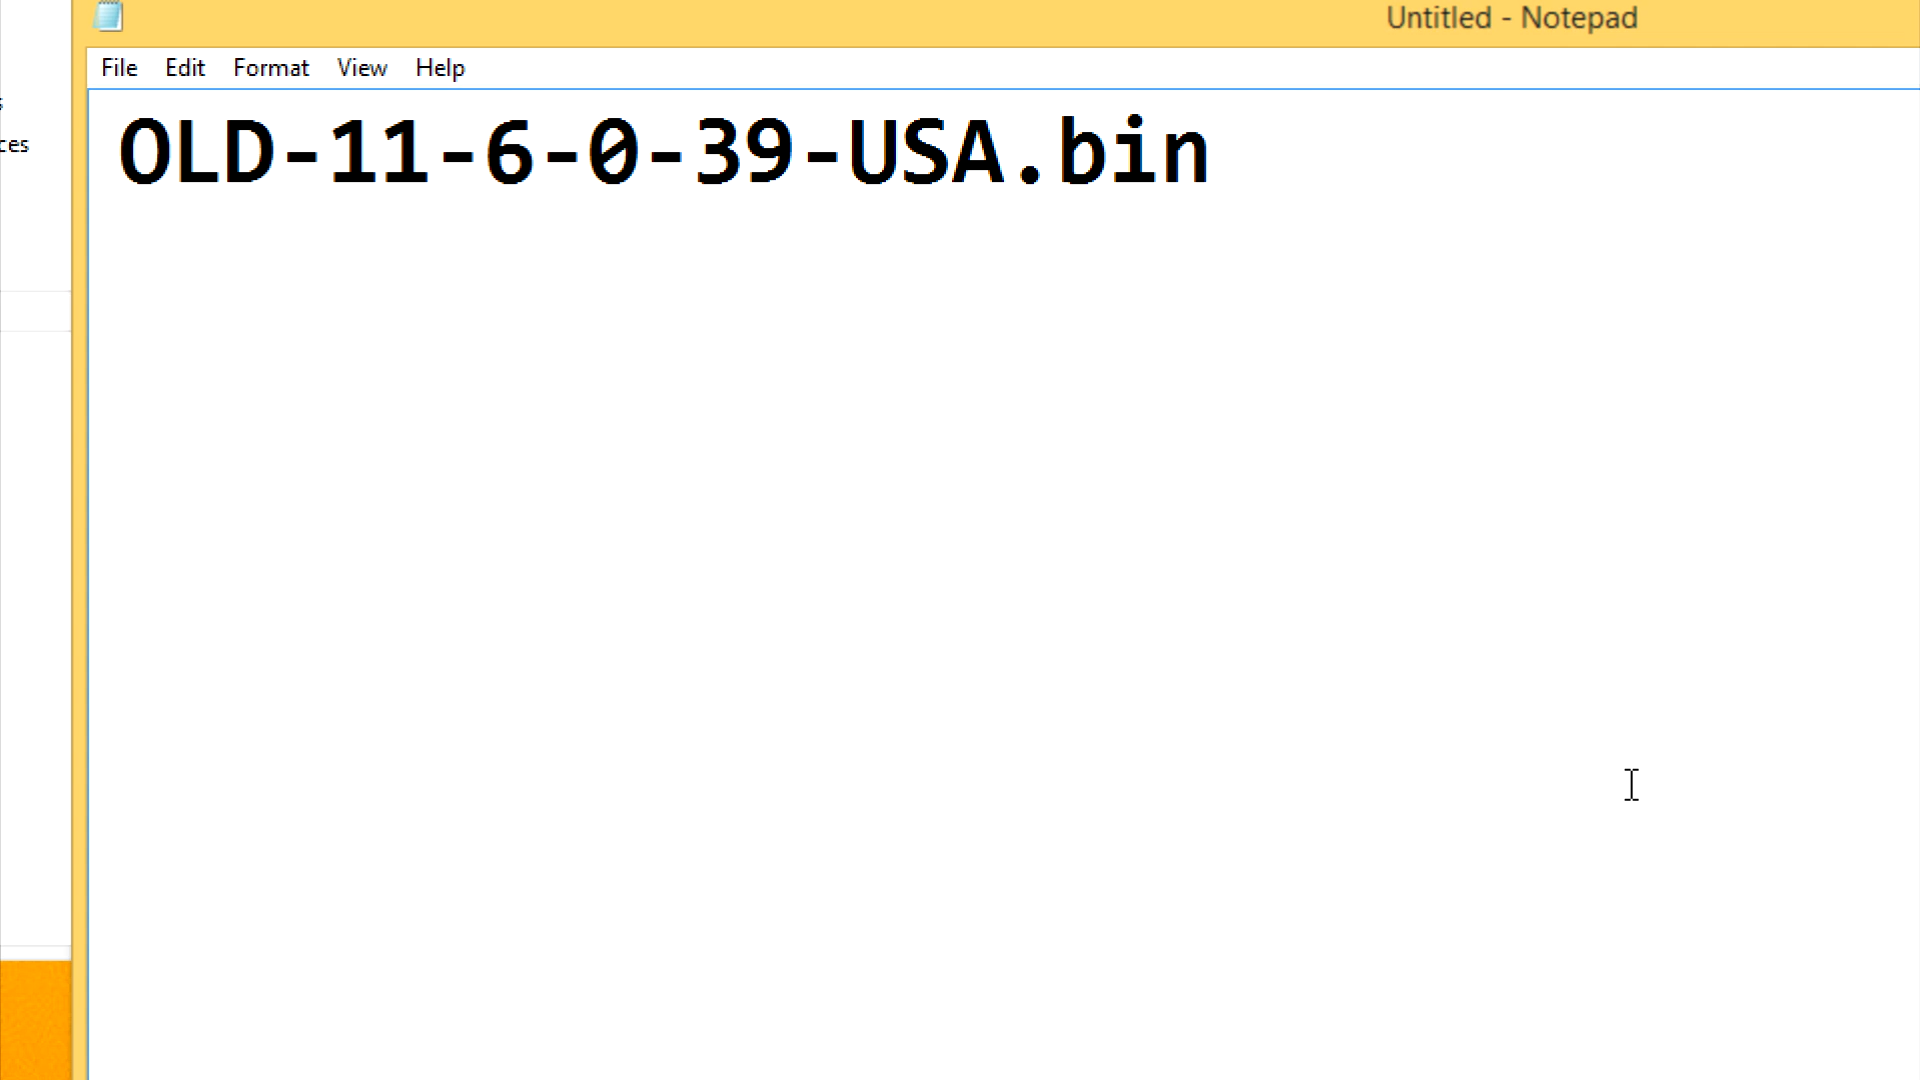 Untitled - Notepad
File Edit Format View Help
OLD-11-6-0-39-USA.bin